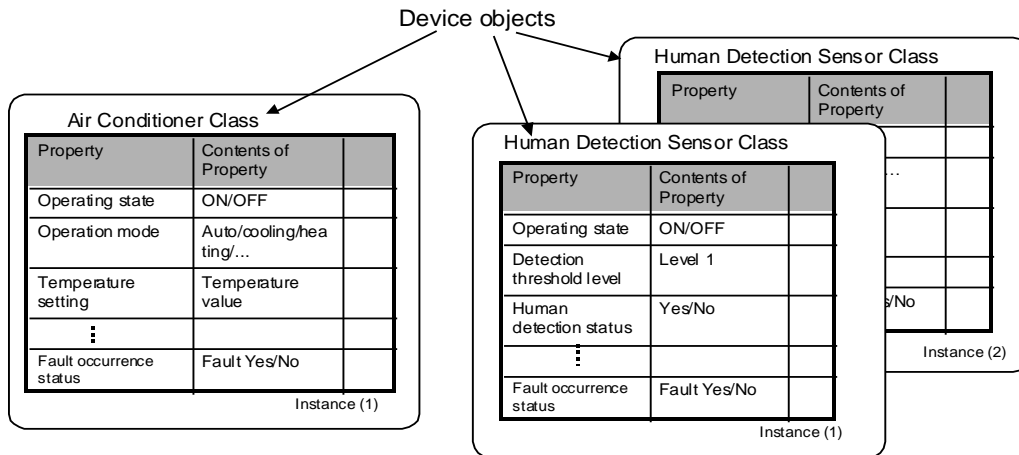 Device objects
Air Conditioner Class
Property
Contents of
Property
Operating state
ON/OFF
Operation mode
Auto/cooling/hea
ting/...
Temperature
setting
Temperature
value
Fault occurrence
status
Fault Yes/No
Instance (1)
Human Detection Sensor Class
Property
Contents of
Property
Operating state
ON/OFF
Detection
threshold level
Level 1
Human
detection status
Yes/No
Fault occurrence
status
Fault Yes/No
Instance (1)
Human Detection Sensor Class
Property
Contents of
Property
...
s/No
Instance (2)